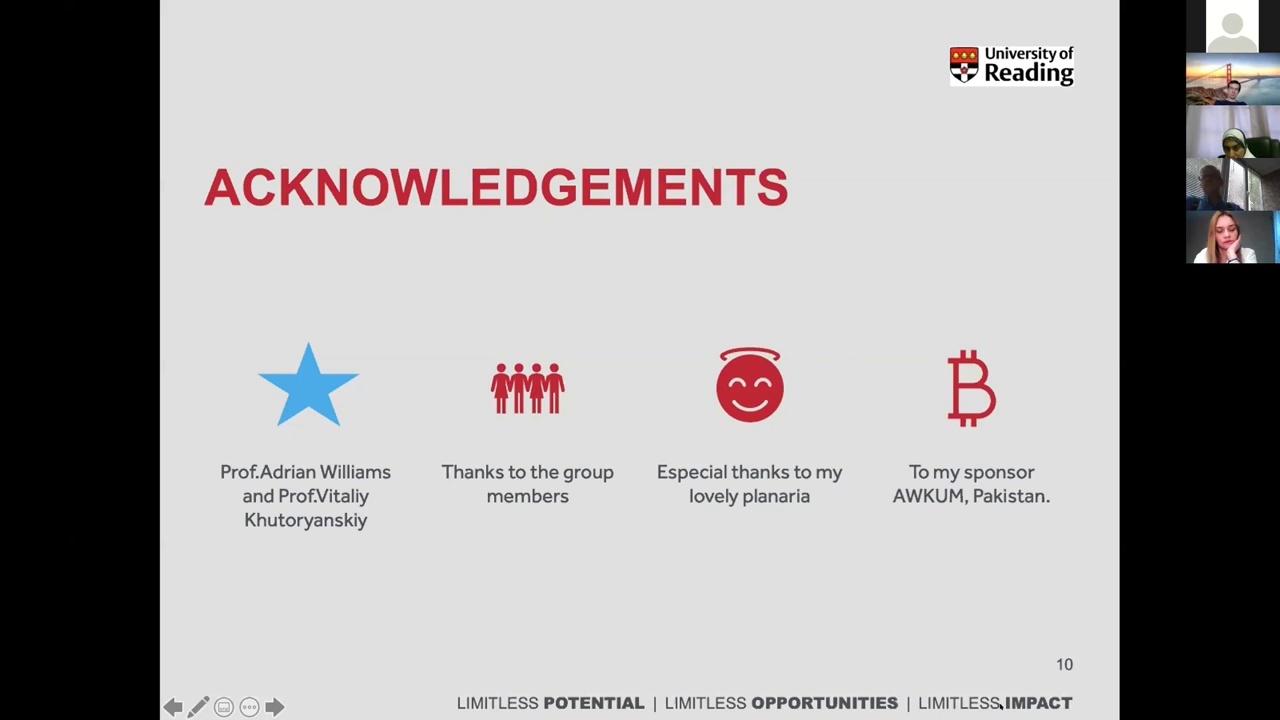 University of
Reading
ACKNOWLEDGEMENTS
Prof.Adrian Williams
and Prof.Vitaliy
Khutoryanskiy
Thanks to the group
members
Especial thanks to my
lovely planaria
To my sponsor
AWKUM, Pakistan.
10
LIMITLESS POTENTIAL | LIMITLESS OPPORTUNITIES | LIMITLESS IMPACT